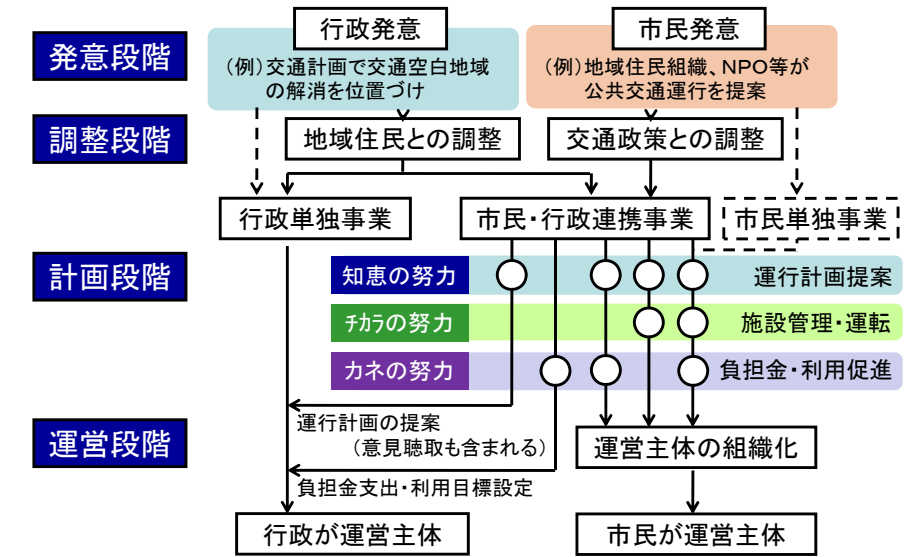 行政発意
市民発意
発意段階
(例)交通計画で交通空白地域
の解消を位置づけ
(例)地域住民組織、NPO等が
公共交通運行を提案
調整段階
地域住民との調整
交通政策との調整
行政単独事業
市民・行政連携事業
市民単独事業
計画段階
知恵の努力
運行計画提案
ﾁｶﾗの努力
施設管理・運転
カネの努力
負担金・利用促進
運行計画の提案
(意見聴取も含まれる)
運営段階
運営主体の組織化
負担金支出・利用目標設定
行政が運営主体
市民が運営主体